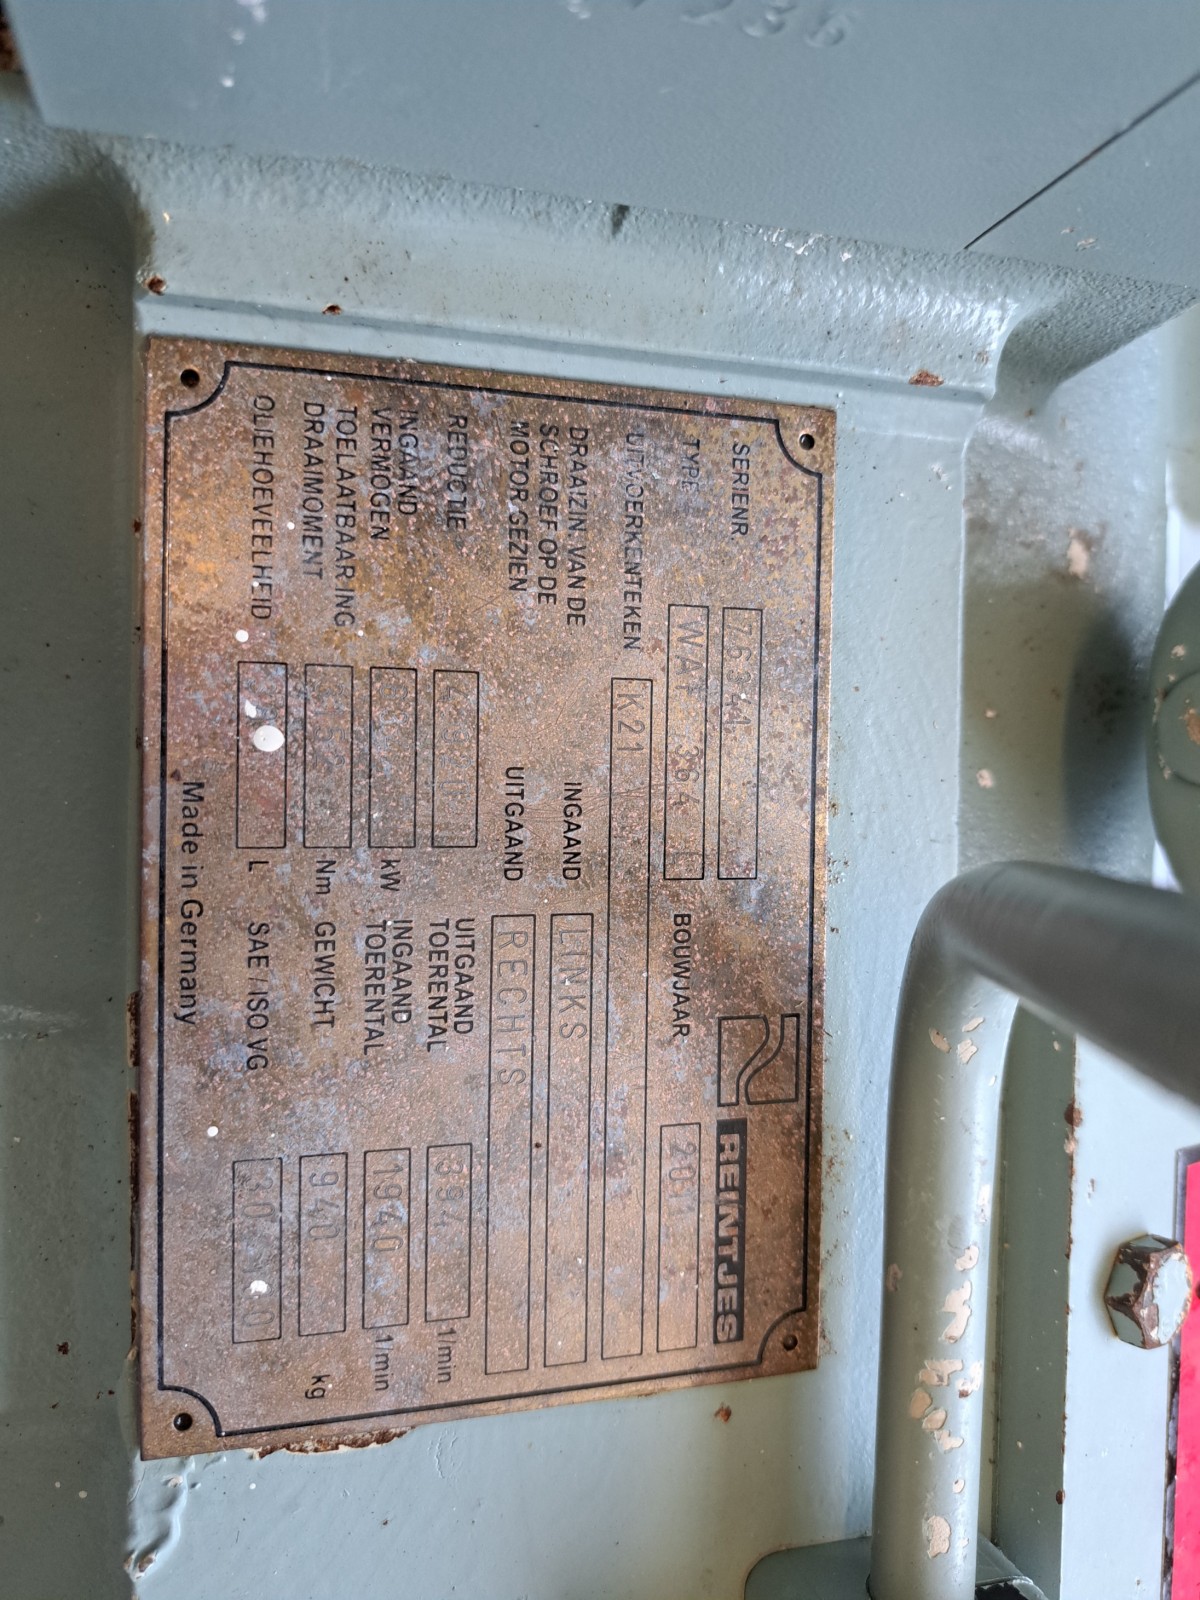 REINTJES
SERIENR. 76344
TYPE WAF 364 BOUWJAAR
UITVOERKENTEKEN K21
DRAAIZIN. VAN DE INGAAND LINKS
SCHROEF OP DE
MOTOR GEZIEN UITGAAND RECHTS
REDUCTIE UITGAAND TOERENTAL 394 1/min
INGAAND VERMOGEN kW INGAAND TOERENTAL 1940 1/min
TOELAATBAAR ING DRAAIMOMENT Nm GEWICHT 940 kg
OLIEHOEVEELHEID L SAE / ISO VG 30
Made in Germany